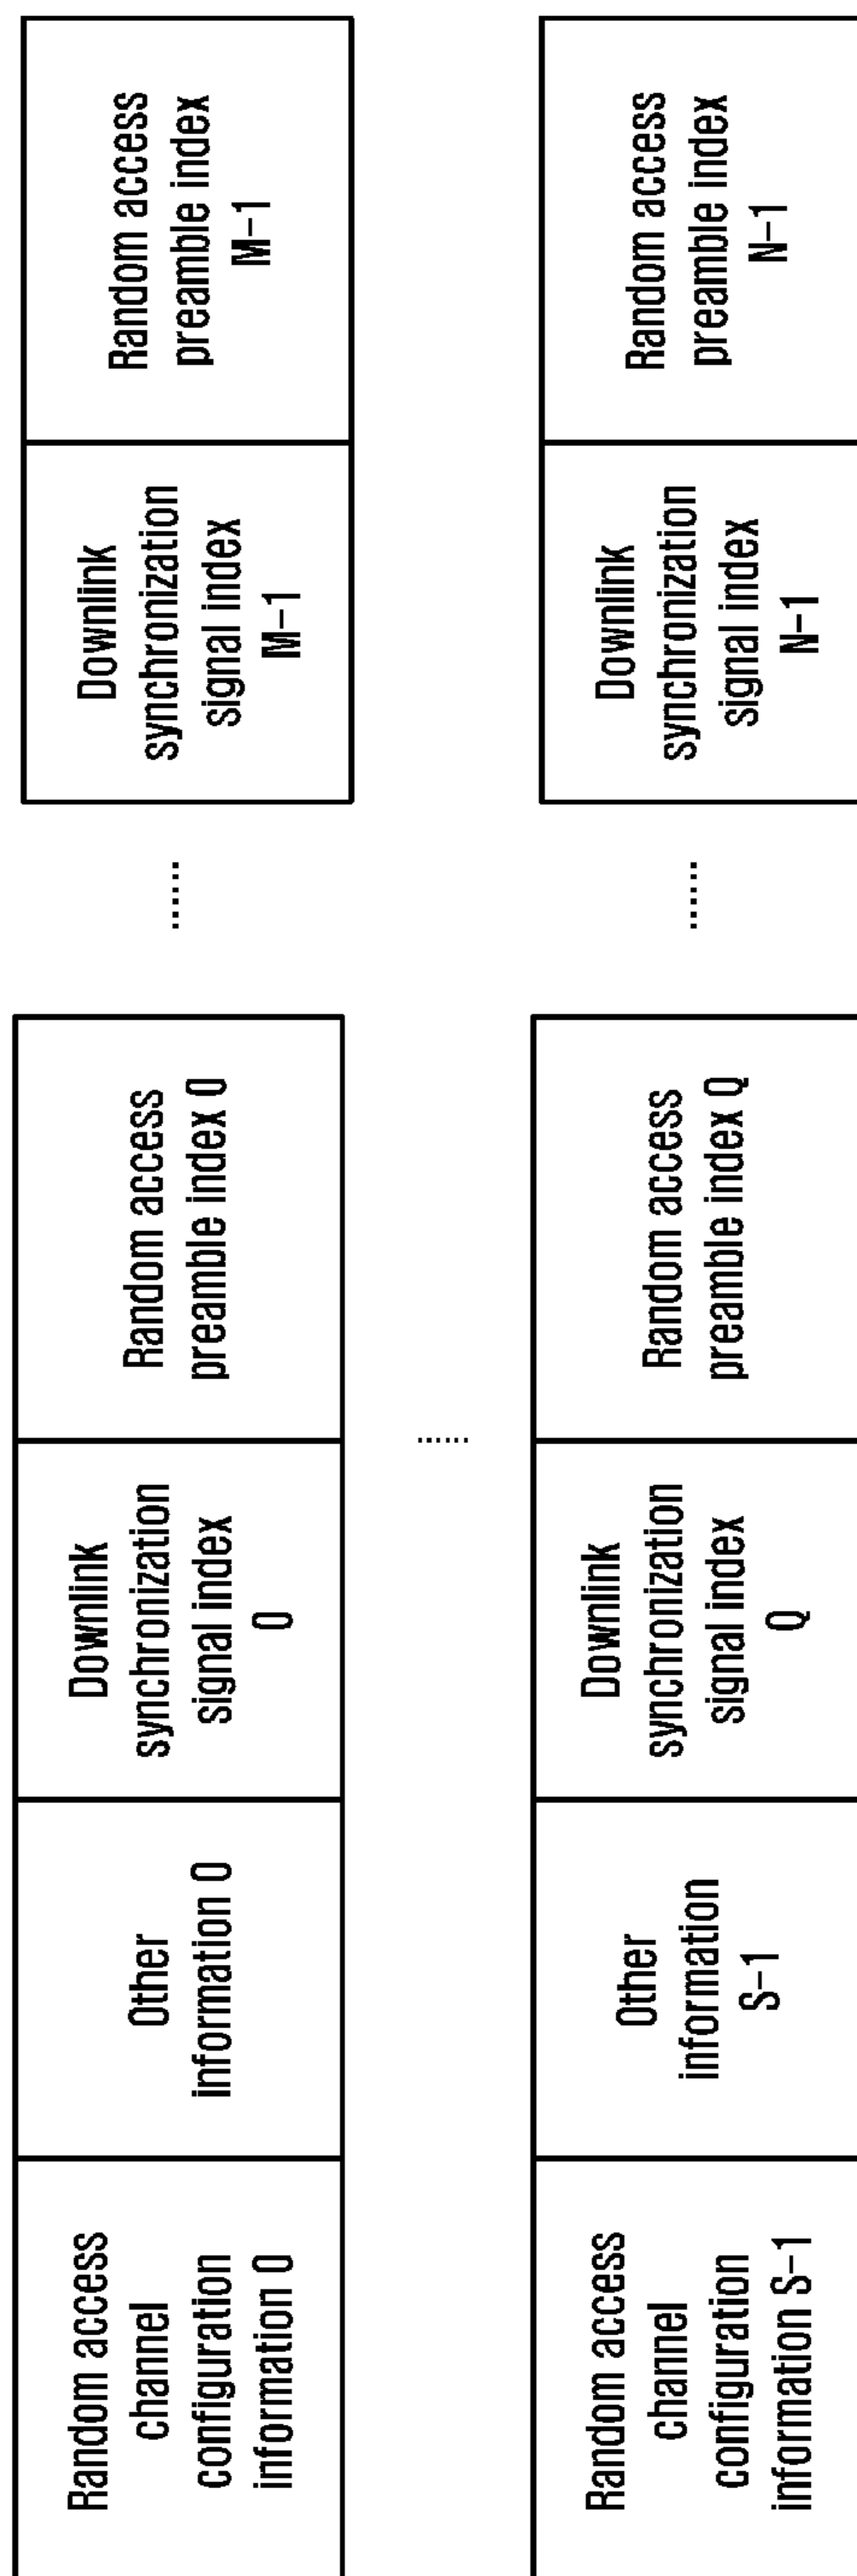 Random access
channel
configuration
information 0
Other
information 0
Downlink
synchronization
signal index
0
Random access
preamble index 0
......
Downlink
synchronization
signal index
M-1
Random access
preamble index
M-1
......
Random access
channel
configuration
information S-1
Other
information
S-1
Downlink
synchronization
signal index
Q
Random access
preamble index Q
......
Downlink
synchronization
signal index
N-1
Random access
preamble index
N-1